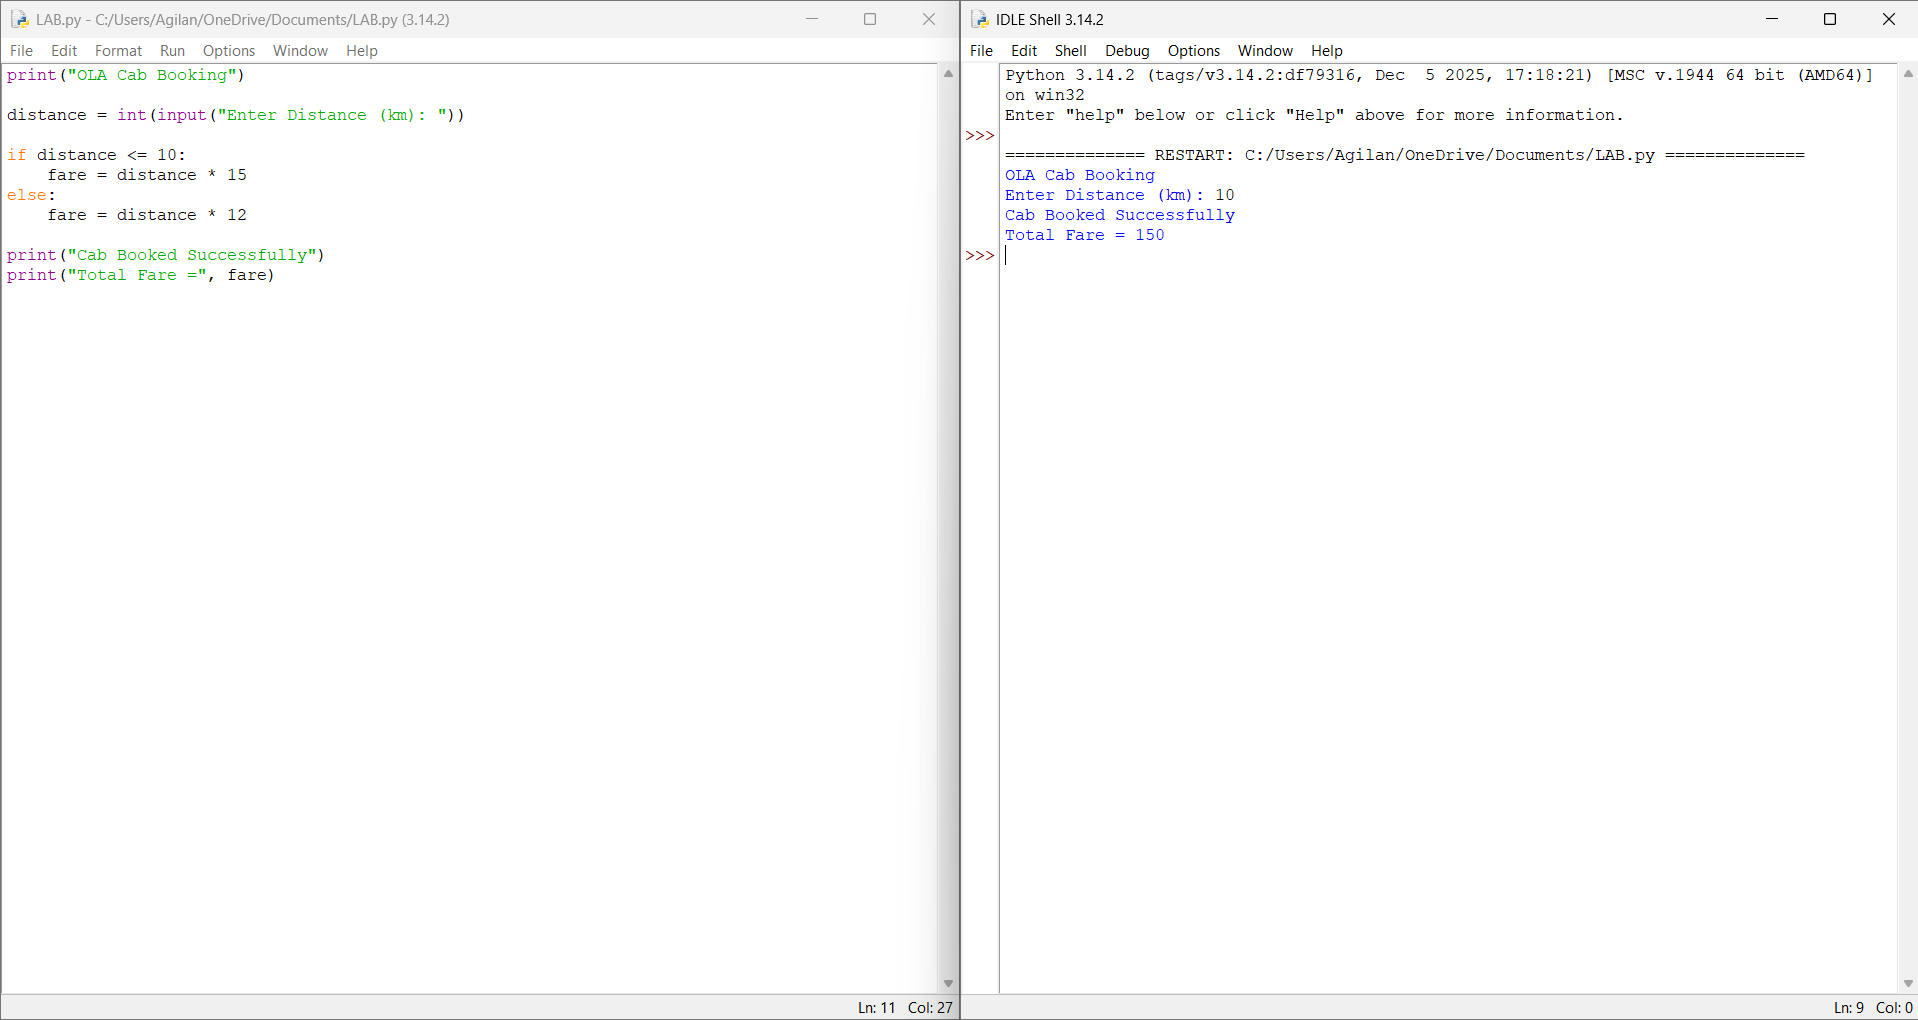 LAB.py - C:/Users/Agilan/OneDrive/Documents/LAB.py (3.14.2)
File Edit Format Run Options Window Help
print("OLA Cab Booking")
distance = int(input("Enter Distance (km): "))
if distance <= 10:
    fare = distance * 15
else:
    fare = distance * 12
print("Cab Booked Successfully")
print("Total Fare =", fare)
Ln: 11 Col: 27
IDLE Shell 3.14.2
File Edit Shell Debug Options Window Help
Python 3.14.2 (tags/v3.14.2:df79316, Dec  5 2025, 17:18:21) [MSC v.1944 64 bit (AMD64)]
on win32
Enter "help" below or click "Help" above for more information.
>>>
============== RESTART: C:/Users/Agilan/OneDrive/Documents/LAB.py ==============
OLA Cab Booking
Enter Distance (km): 10
Cab Booked Successfully
Total Fare = 150
>>>
Ln: 9 Col: 0